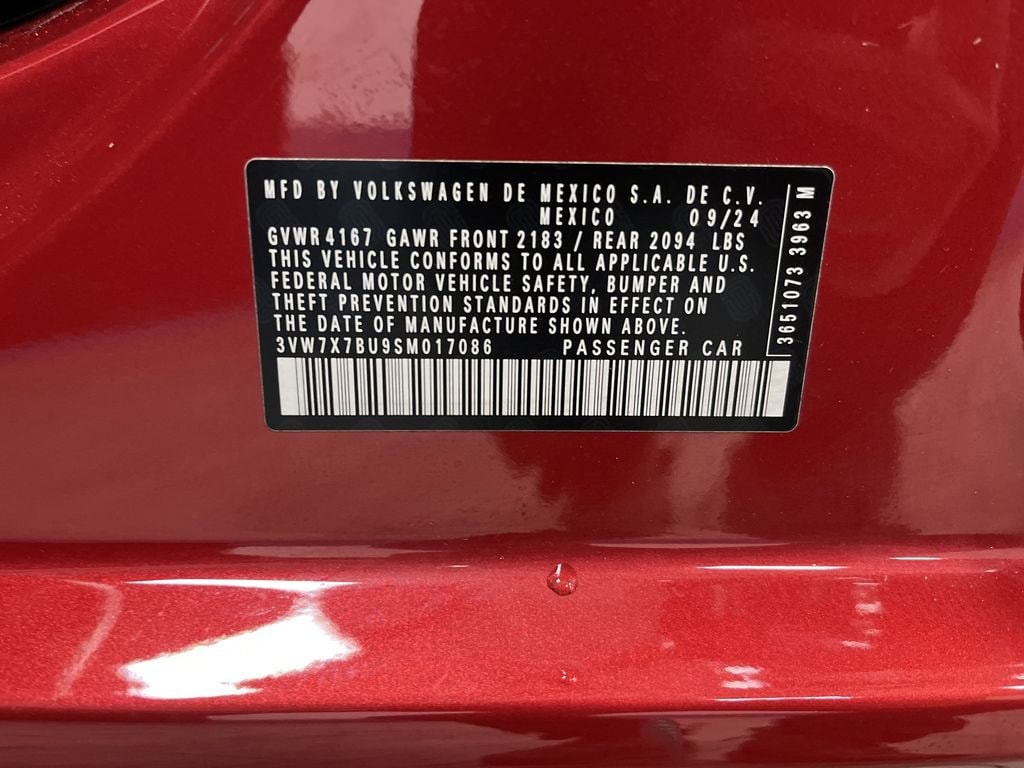 MFD BY VOLKSWAGEN DE MEXICO S.A. DE C.V.
MEXICO 09/24
GVWR 4167 GAWR FRONT 2183 / REAR 2094 LBS
THIS VEHICLE CONFORMS TO ALL APPLICABLE U.S.
FEDERAL MOTOR VEHICLE SAFETY, BUMPER AND
THEFT PREVENTION STANDARDS IN EFFECT ON
THE DATE OF MANUFACTURE SHOWN ABOVE.
3VW7X7BU9SM017086 PASSENGER CAR
3651073 3963 M